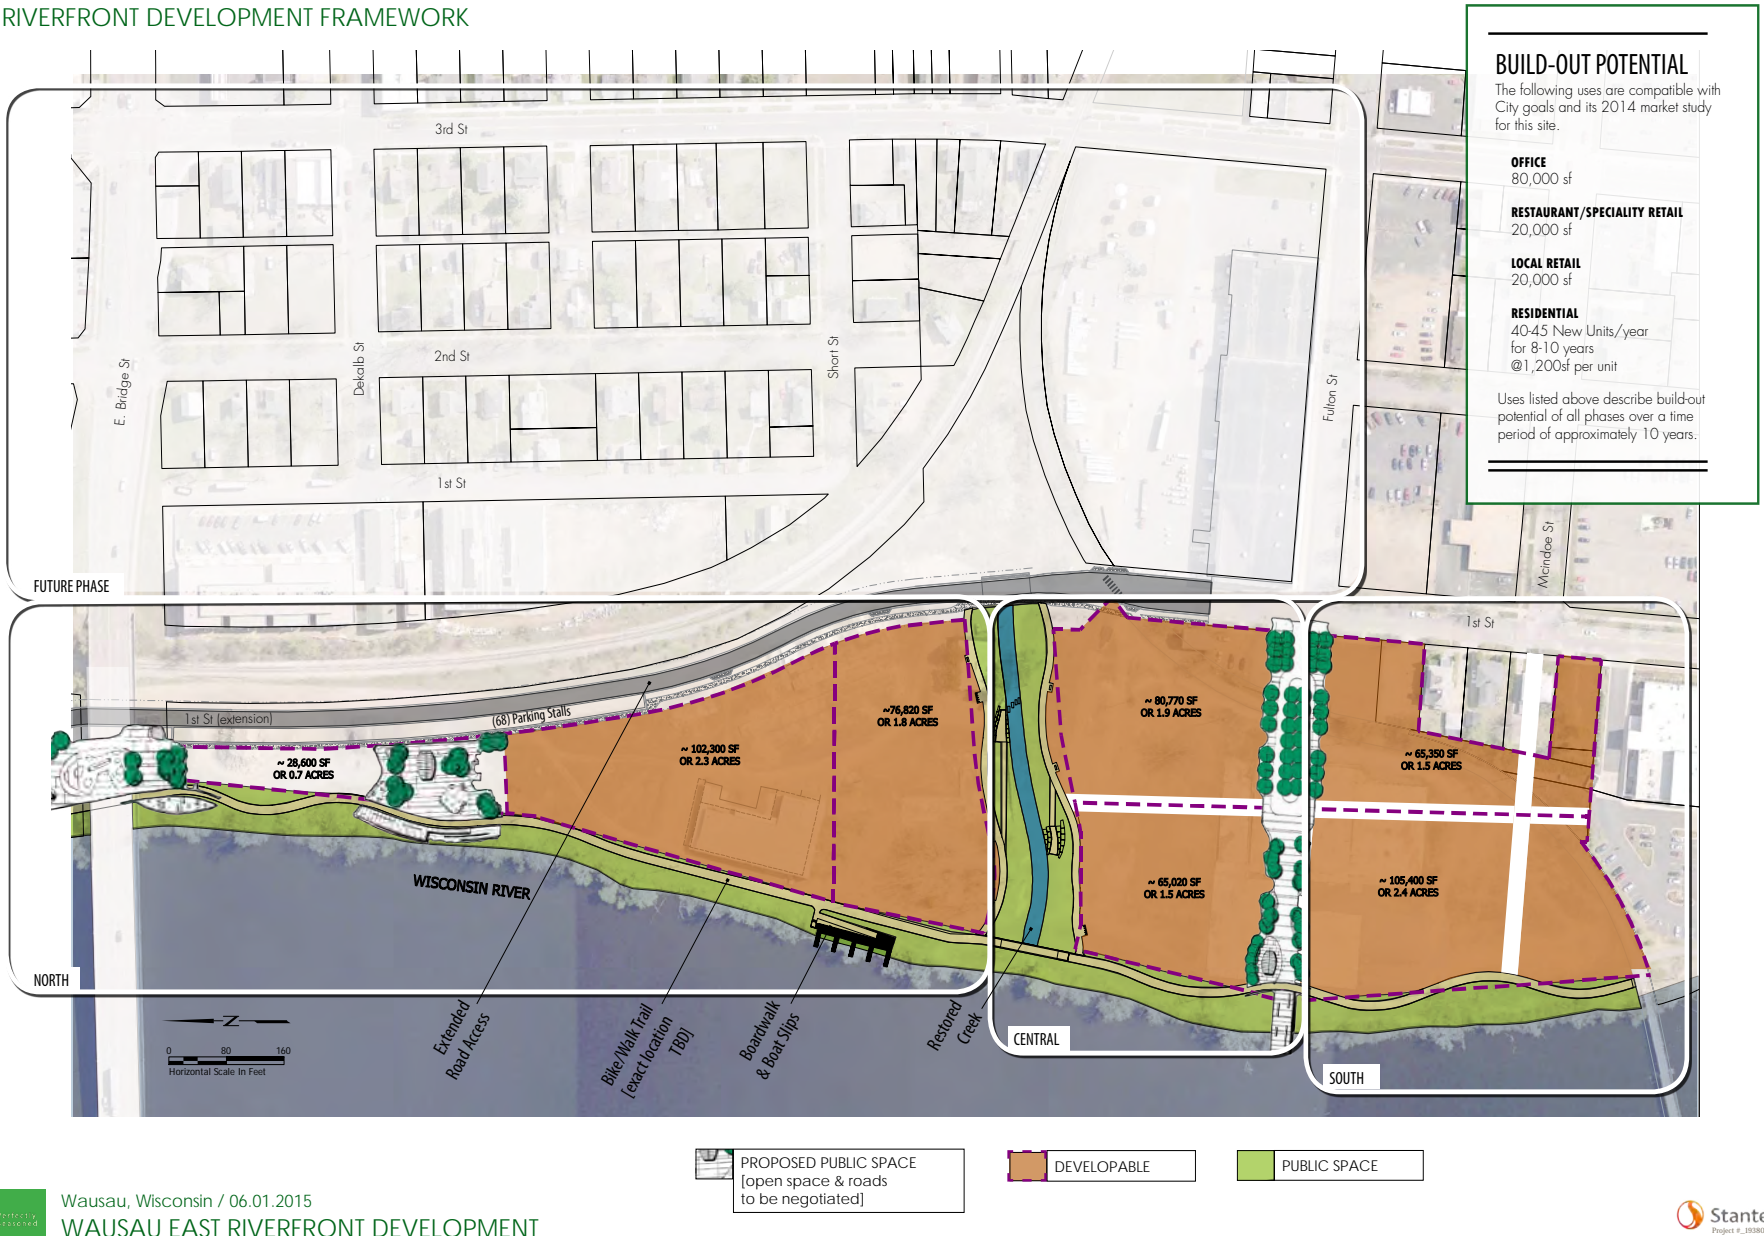 RIVERFRONT DEVELOPMENT FRAMEWORK
BUILD-OUT POTENTIAL
The following uses are compatible with
City goals and its 2014 market study
for this site.
OFFICE
80,000 sf
RESTAURANT/SPECIALITY RETAIL
20,000 sf
LOCAL RETAIL
20,000 sf
RESIDENTIAL
40-45 New Units/year
for 8-10 years
@1,200sf per unit
Uses listed above describe build-out
potential of all phases over a time
period of approximately 10 years.
3rd St
2nd St
1st St
E. Bridge St
Dekalb St
Short St
Fulton St
Mcindoe St
FUTURE PHASE
1st St
1st St (extension)
(68) Parking Stalls
~ 28,600 SF
OR 0.7 ACRES
~ 102,300 SF
OR 2.3 ACRES
~76,820 SF
OR 1.8 ACRES
~ 80,770 SF
OR 1.9 ACRES
~ 65,350 SF
OR 1.5 ACRES
~ 65,020 SF
OR 1.5 ACRES
~ 105,400 SF
OR 2.4 ACRES
WISCONSIN RIVER
NORTH
CENTRAL
SOUTH
Extended
Road Access
Bike/Walk Trail
[exact location
TBD]
Boardwalk
& Boat Slips
Restored
Creek
Z
0 80 160
Horizontal Scale In Feet
PROPOSED PUBLIC SPACE
[open space & roads
to be negotiated]
DEVELOPABLE
PUBLIC SPACE
Wausau, Wisconsin / 06.01.2015
WAUSAU EAST RIVERFRONT DEVELOPMENT
Stante
Project #_19380